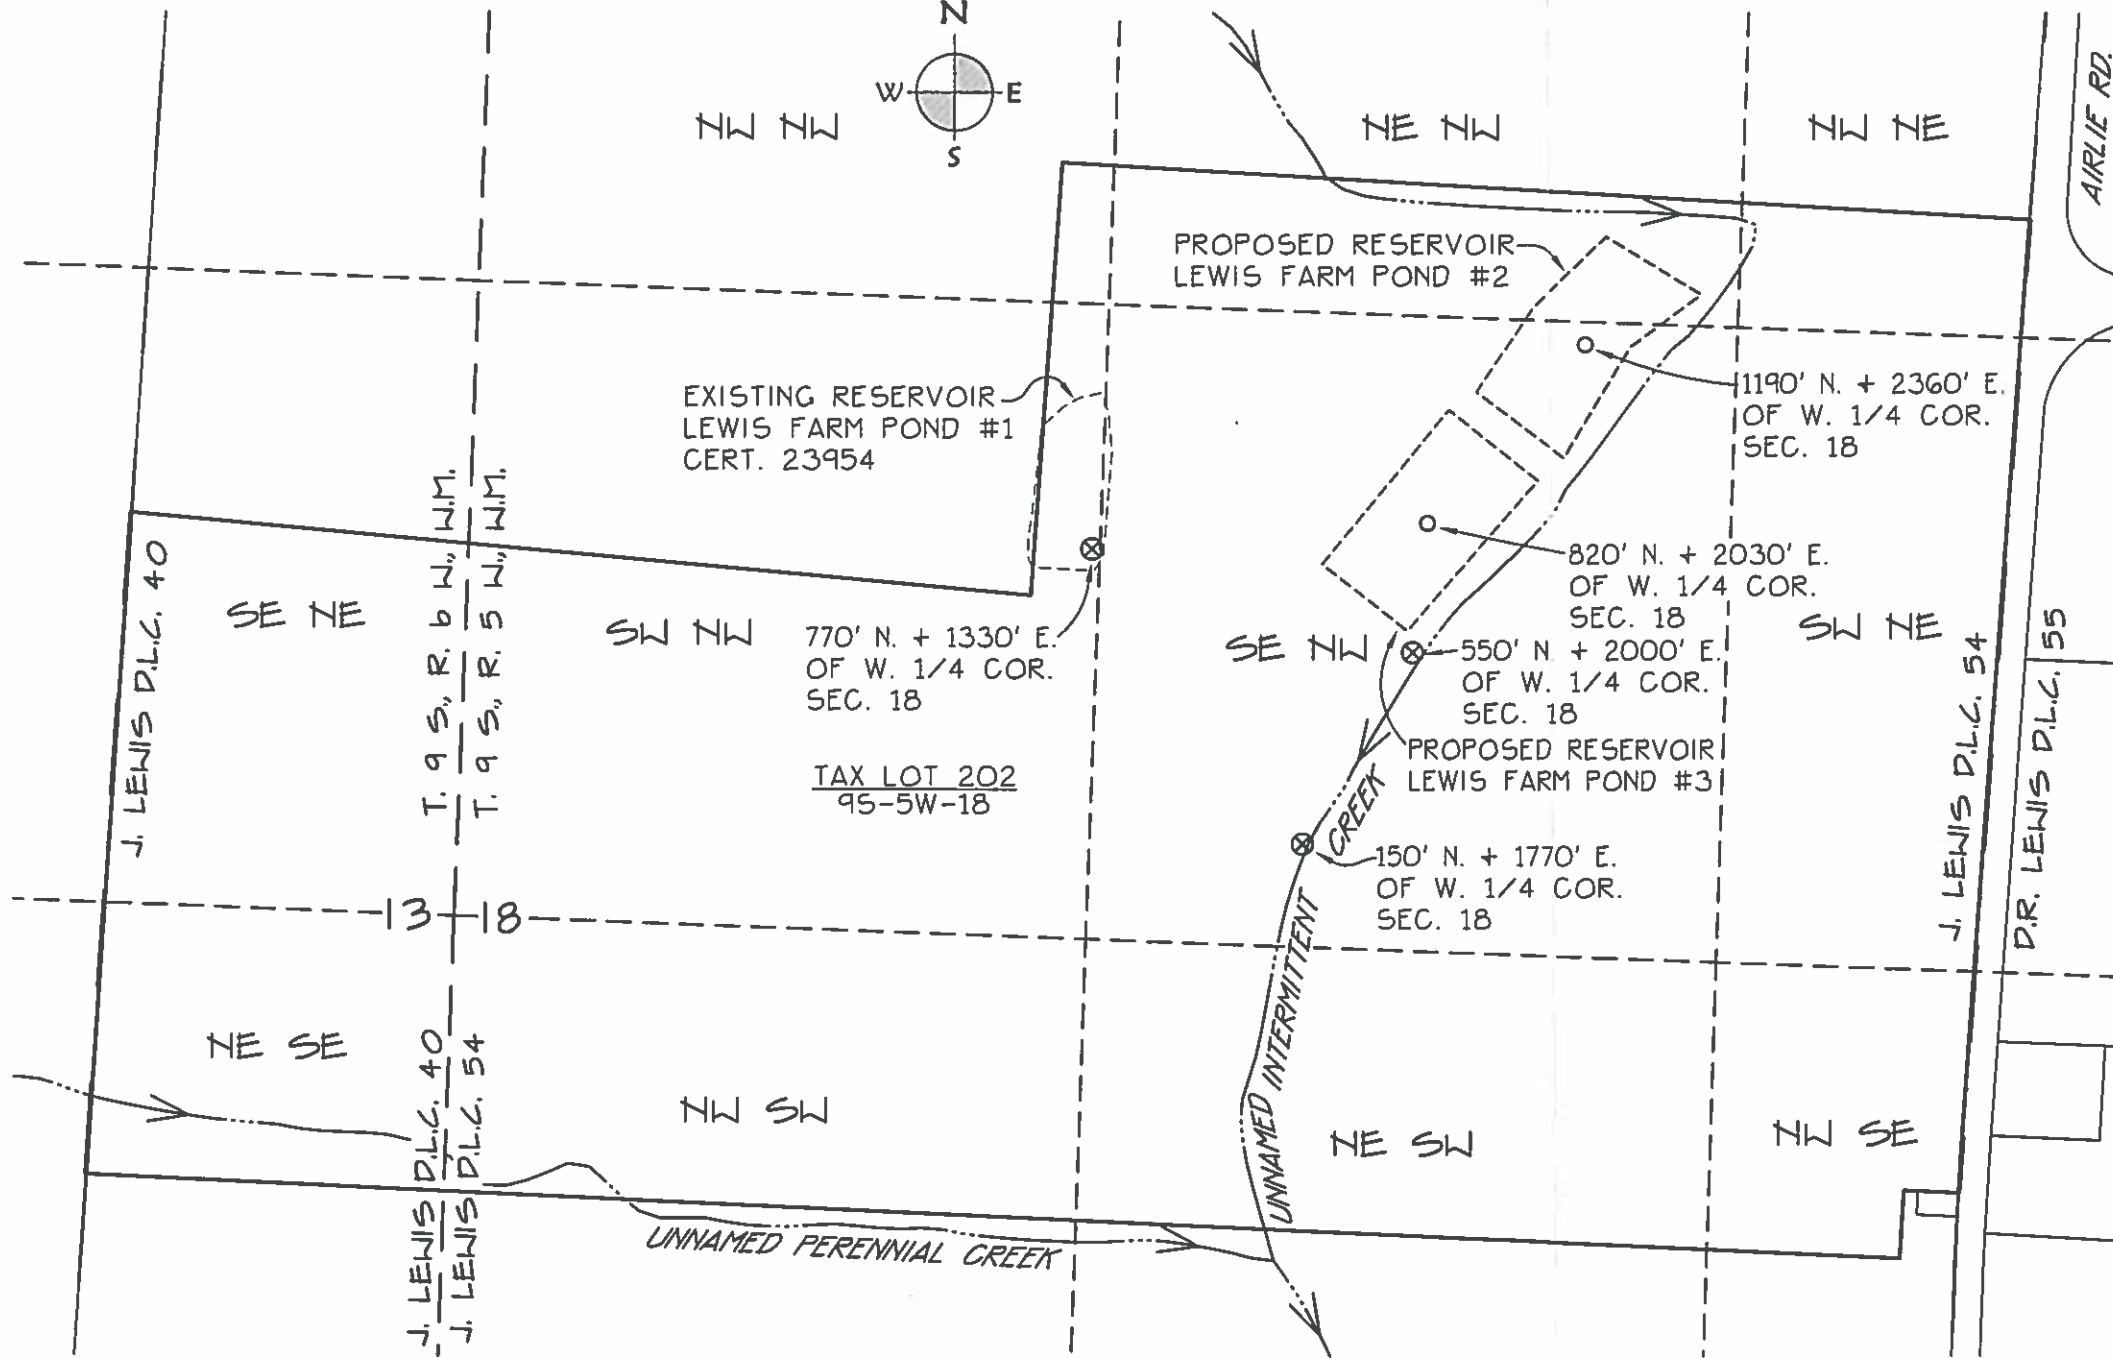 N
W E
S
NW NW
NE NW
NW NE
AIRLIE RD.
PROPOSED RESERVOIR
LEWIS FARM POND #2
EXISTING RESERVOIR
LEWIS FARM POND #1
CERT. 23954
1190' N. + 2360' E.
OF W. 1/4 COR.
SEC. 18
820' N. + 2030' E.
OF W. 1/4 COR.
SEC. 18
J. LEWIS D.L.C. 40
SE NE
T. 9 S., R. 6 W., W.M.
T. 9 S., R. 5 W., W.M.
SW NW
770' N. + 1330' E.
OF W. 1/4 COR.
SEC. 18
SE NW
550' N. + 2000' E.
OF W. 1/4 COR.
SEC. 18
SW NE
PROPOSED RESERVOIR
LEWIS FARM POND #3
TAX LOT 202
9S-5W-18
150' N. + 1770' E.
OF W. 1/4 COR.
SEC. 18
J. LEWIS D.L.C. 54
D.R. LEWIS D.L.C. 55
13 18
UNNAMED INTERMITTENT CREEK
NE SE
NW SW
NE SW
NW SE
J. LEWIS D.L.C. 40
J. LEWIS D.L.C. 54
UNNAMED PERENNIAL CREEK